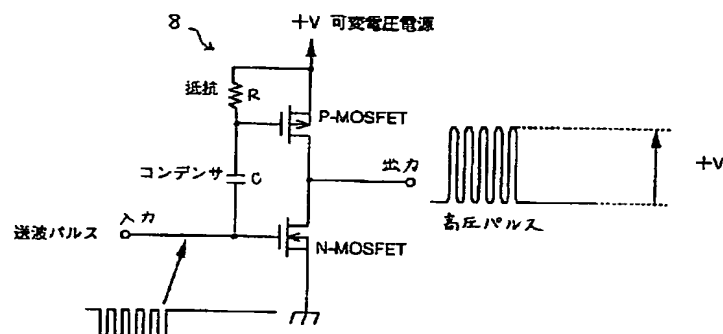 8
+V 可変電圧電源
抵抗 R
P-MOSFET
コンデンサ C
出力
+V
高圧パルス
入力
送波パルス
N-MOSFET